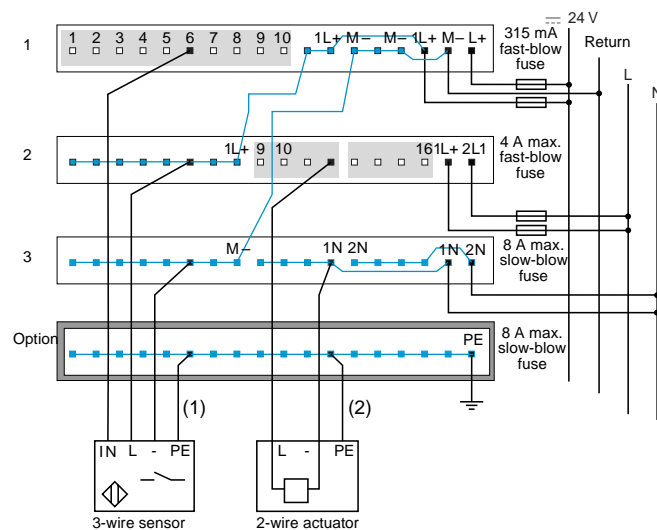 24 V
1
1 2 3 4 5 6 7 8 9 10 1L+ M– M– 1L+ M– L+
315 mA
fast-blow
fuse
Return
L
N
2
1L+ 9 10 16 1L+ 2L1
4 A max.
fast-blow
fuse
3
M– 1N 2N 1N 2N
8 A max.
slow-blow
fuse
Option
PE
8 A max.
slow-blow
fuse
(1) (2)
IN L - PE
L - PE
3-wire sensor
2-wire actuator